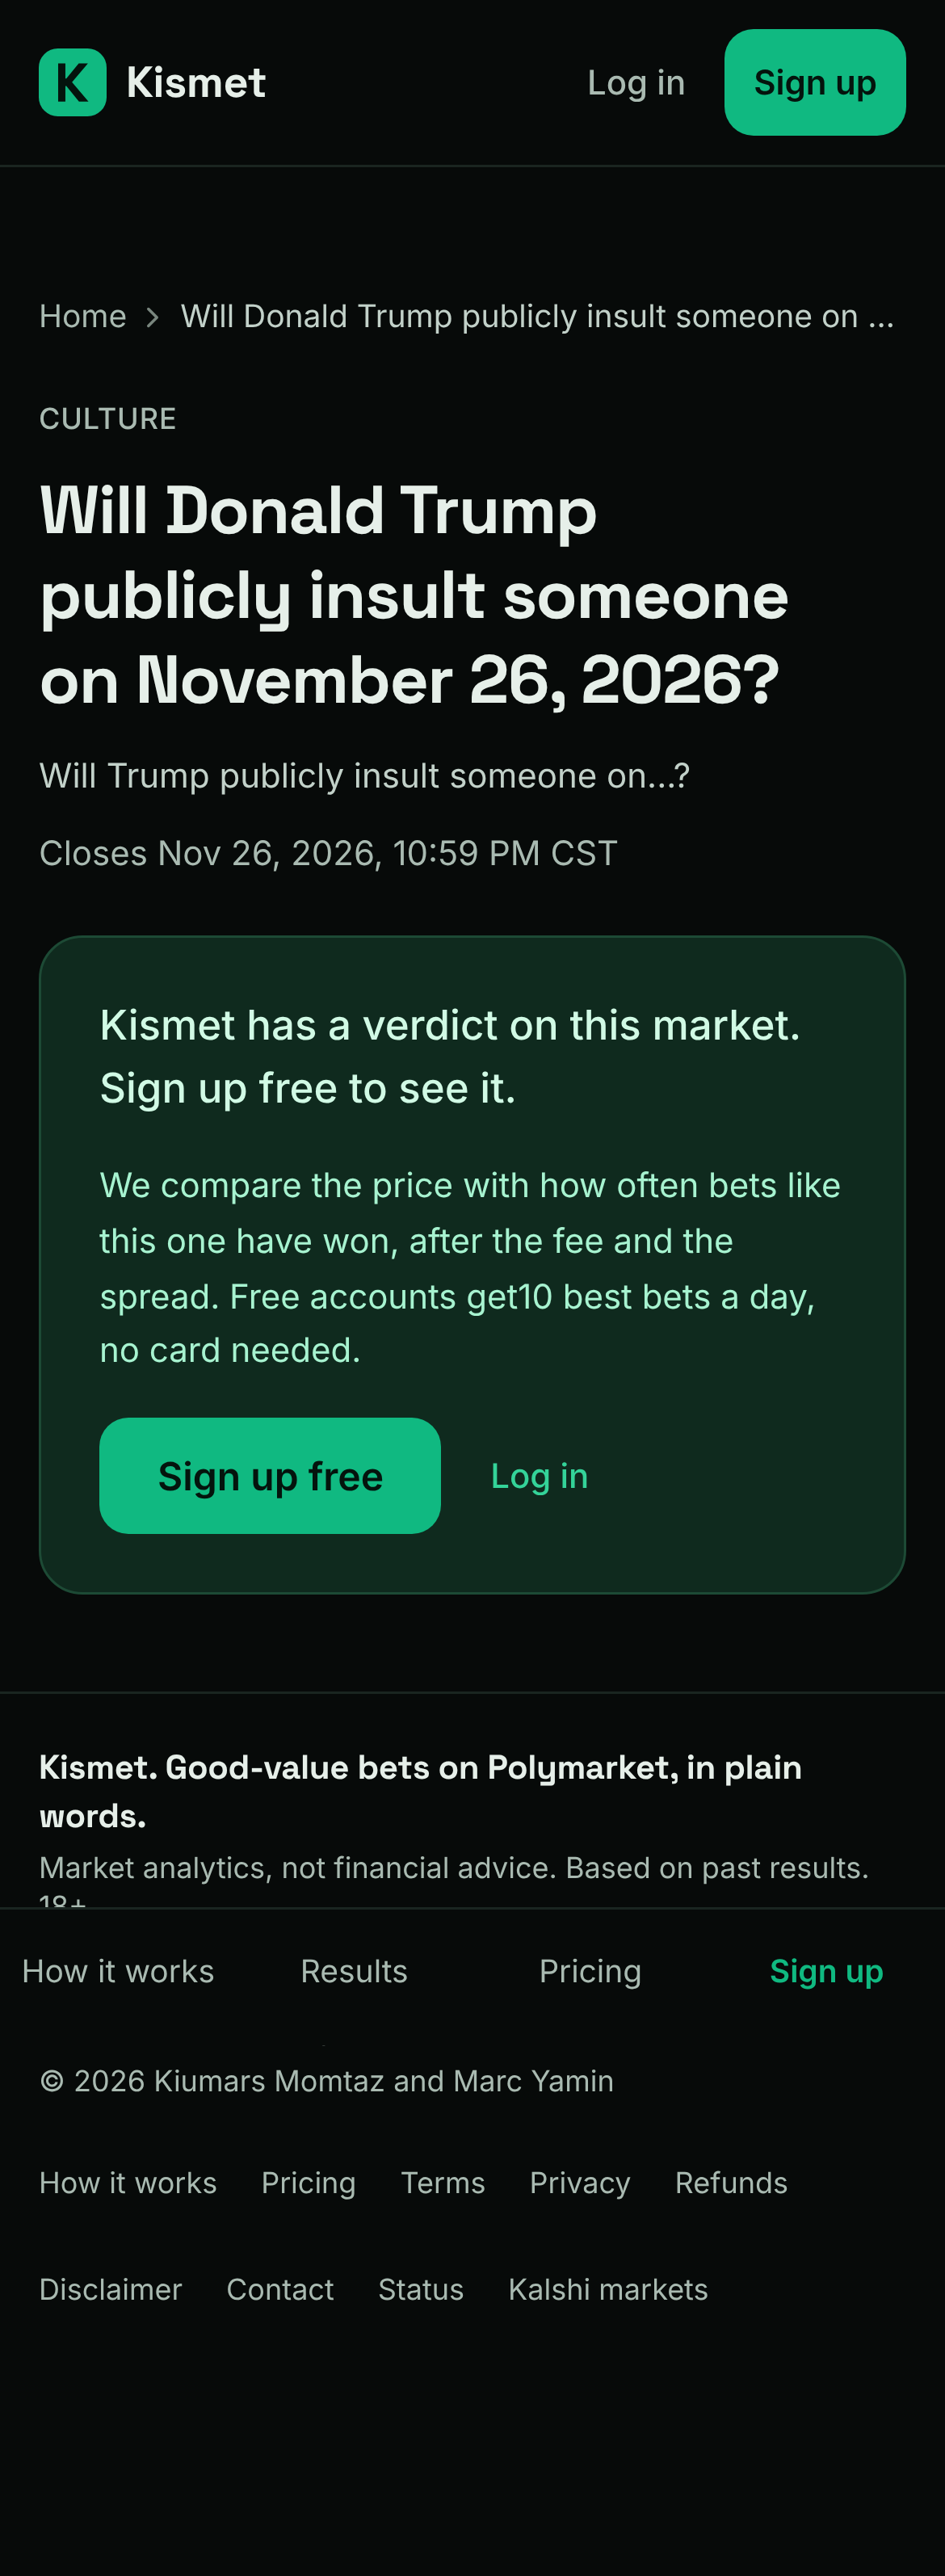 K Kismet Log in Sign up
Home > Will Donald Trump publicly insult someone on ...
CULTURE
Will Donald Trump
publicly insult someone
on November 26, 2026?
Will Trump publicly insult someone on...?
Closes Nov 26, 2026, 10:59 PM CST
Kismet has a verdict on this market.
Sign up free to see it.
We compare the price with how often bets like
this one have won, after the fee and the
spread. Free accounts get10 best bets a day,
no card needed.
Sign up free Log in
Kismet. Good-value bets on Polymarket, in plain
words.
Market analytics, not financial advice. Based on past results.
18+
How it works Results Pricing Sign up
© 2026 Kiumars Momtaz and Marc Yamin
How it works Pricing Terms Privacy Refunds
Disclaimer Contact Status Kalshi markets